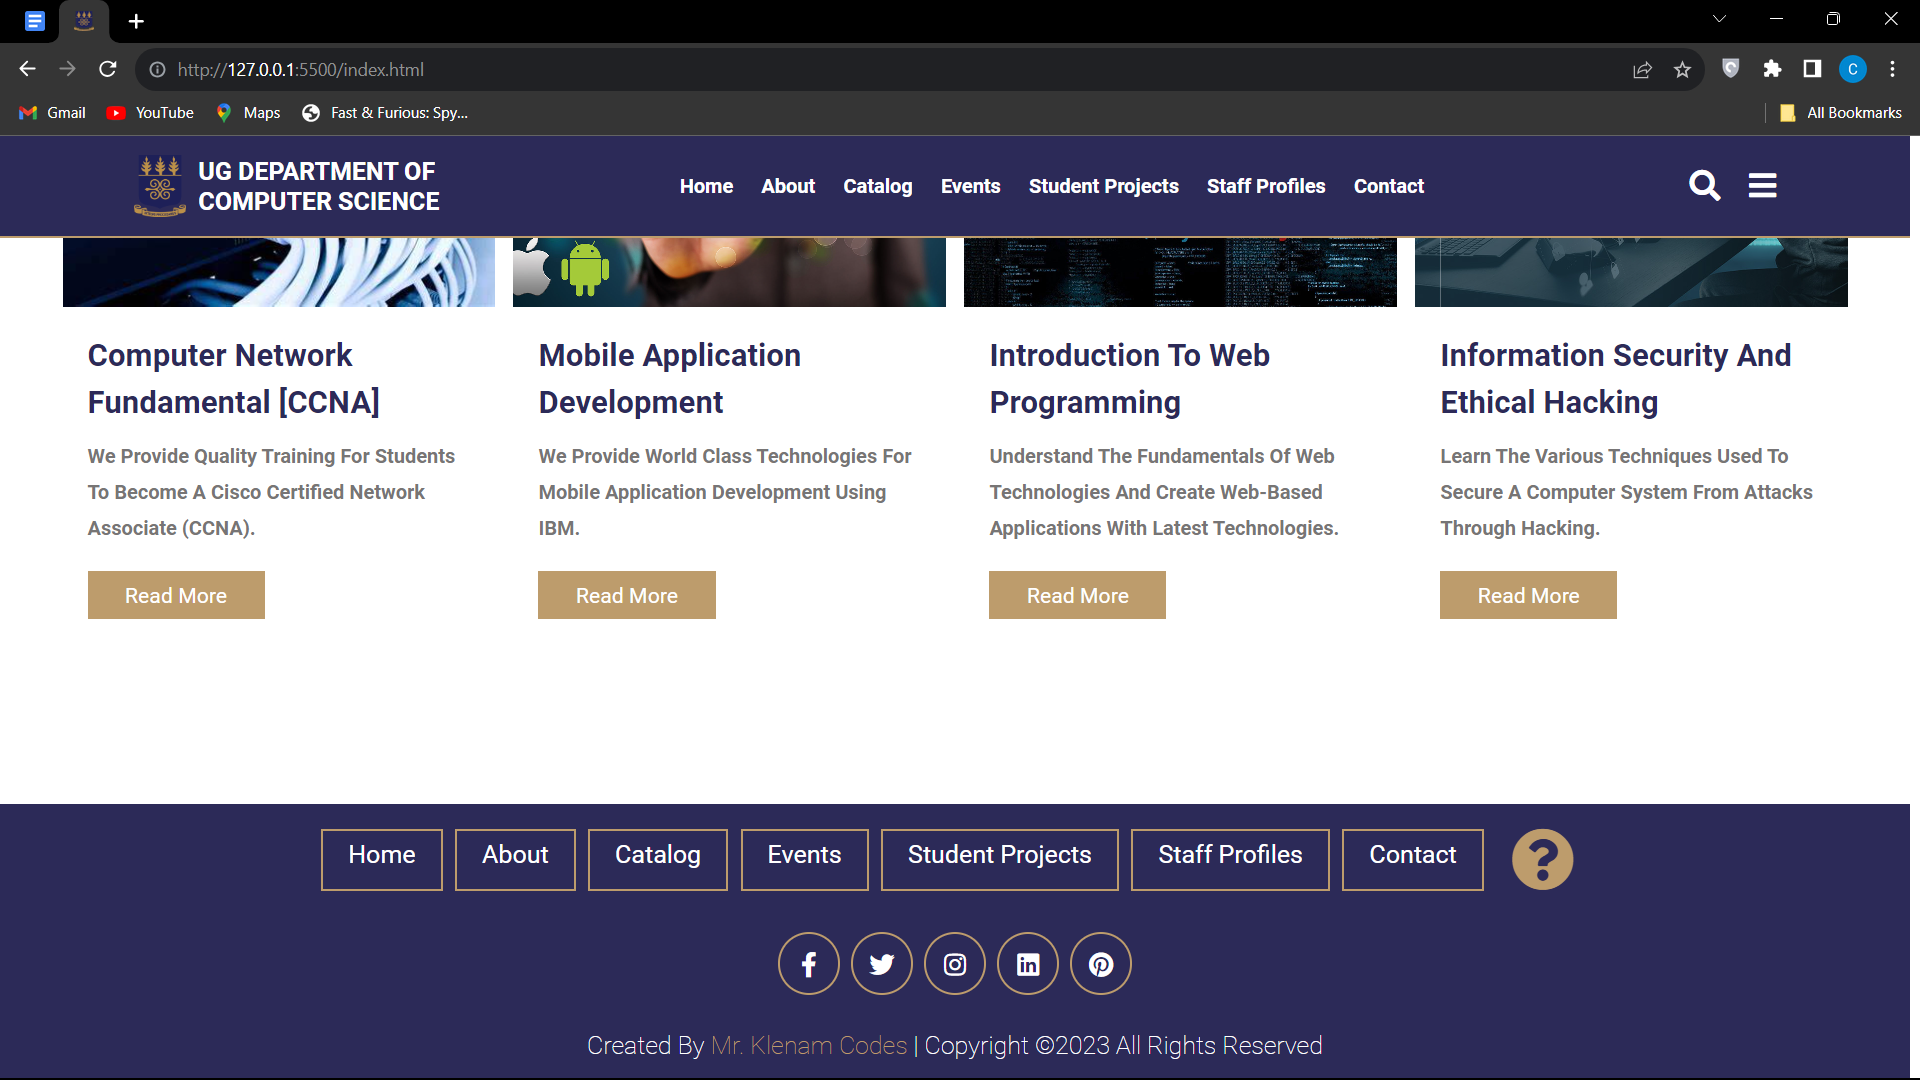 http://127.0.0.1:5500/index.html
C
Gmail
YouTube
Maps
Fast & Furious: Spy...
All Bookmarks
UG DEPARTMENT OF
COMPUTER SCIENCE
Home
About
Catalog
Events
Student Projects
Staff Profiles
Contact
Computer Network
Fundamental [CCNA]
We Provide Quality Training For Students
To Become A Cisco Certified Network
Associate (CCNA).
Read More
Mobile Application
Development
We Provide World Class Technologies For
Mobile Application Development Using
IBM.
Read More
Introduction To Web
Programming
Understand The Fundamentals Of Web
Technologies And Create Web-Based
Applications With Latest Technologies.
Read More
Information Security And
Ethical Hacking
Learn The Various Techniques Used To
Secure A Computer System From Attacks
Through Hacking.
Read More
Home
About
Catalog
Events
Student Projects
Staff Profiles
Contact
?
Created By Mr. Klenam Codes | Copyright ©2023 All Rights Reserved